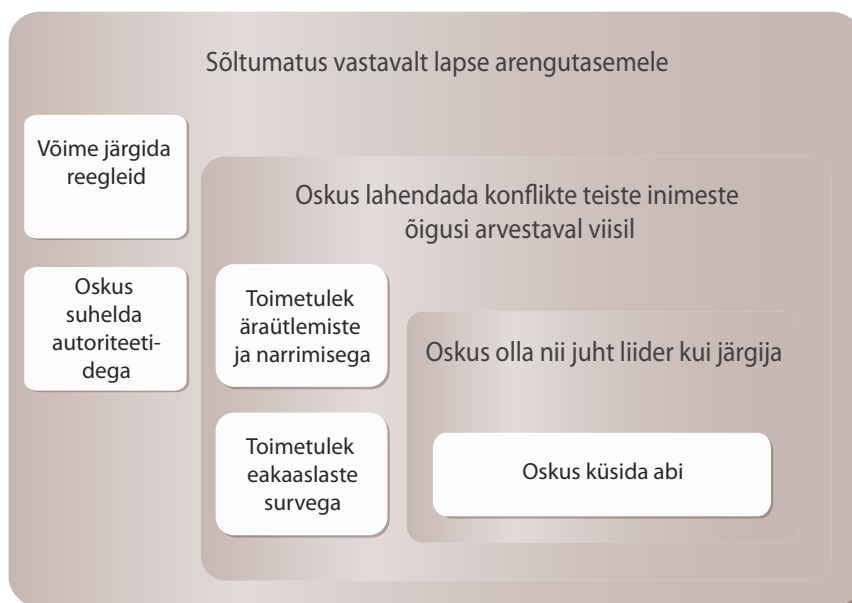 Sõltumatus vastavalt lapse arengutasemele
Võime järgida
reegleid
Oskus
suhelda
autoriteeti-
dega
Oskus lahendada konflikte teiste inimeste
õigusi arvestaval viisil
Toimetulek
äraütlemiste
ja narrimisega
Toimetulek
eakaaslaste
survega
Oskus olla nii juht liider kui järgija
Oskus küsida abi